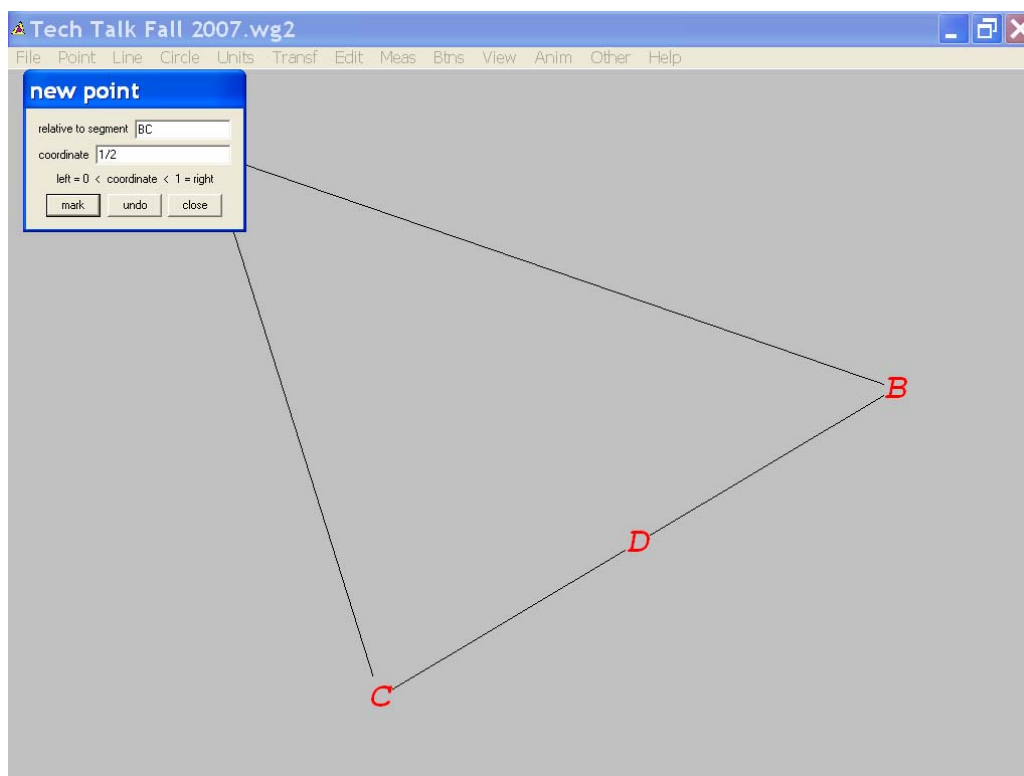 Tech Talk Fall 2007.wg2
File Point Line Circle Units Transf Edit Meas Btns View Anim Other Help
new point
relative to segment BC
coordinate 1/2
left = 0 < coordinate < 1 = right
mark undo close
B
D
C